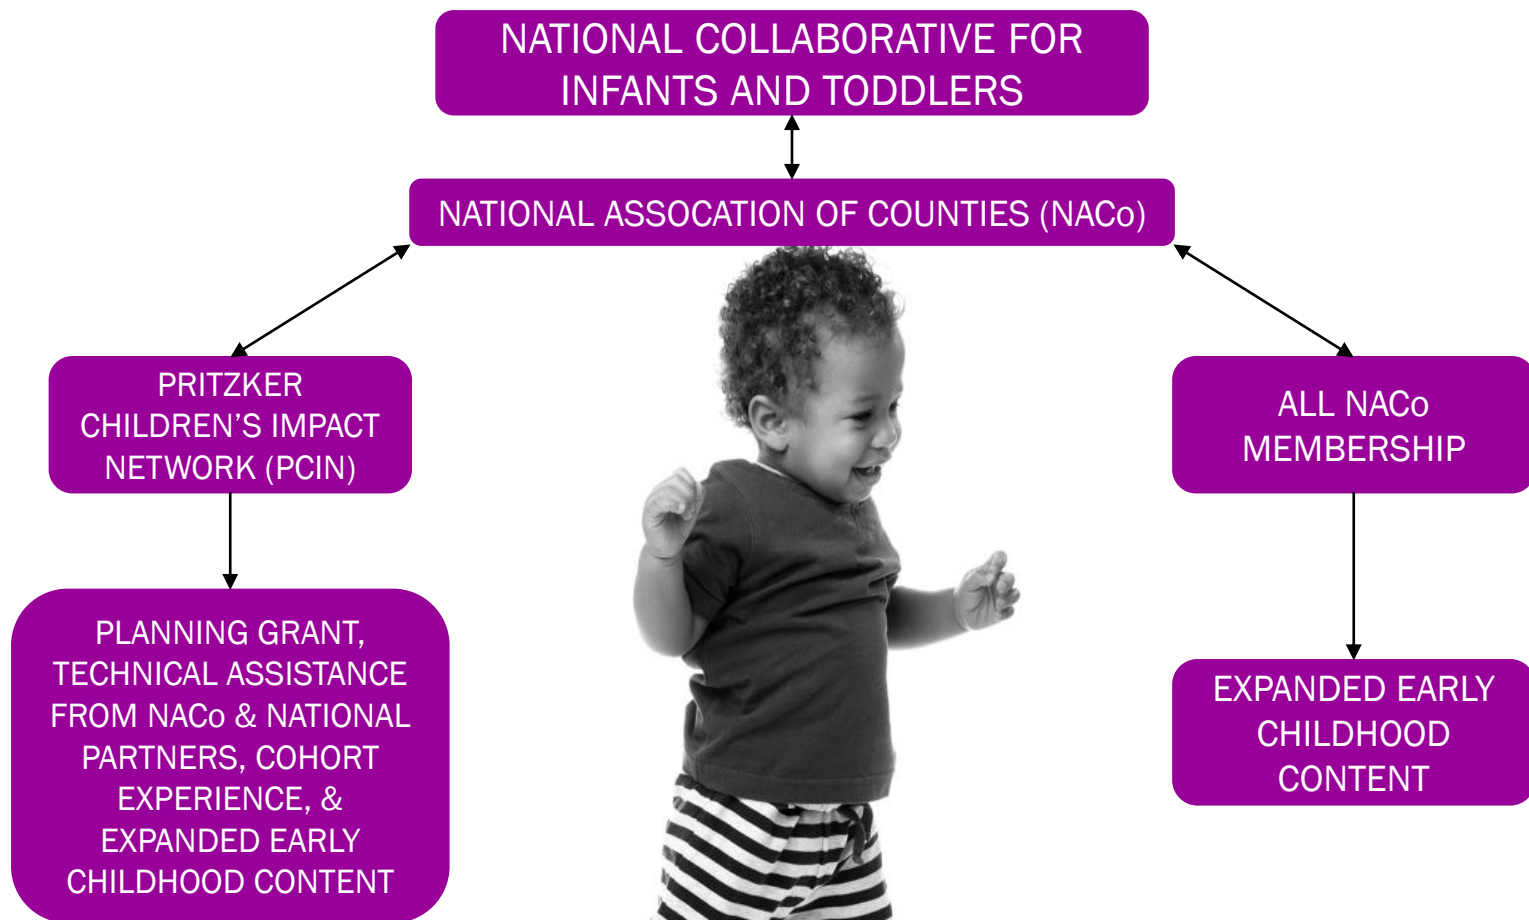 NATIONAL COLLABORATIVE FOR
INFANTS AND TODDLERS
NATIONAL ASSOCATION OF COUNTIES (NACo)
PRITZKER
CHILDREN'S IMPACT
NETWORK (PCIN)
ALL NACo
MEMBERSHIP
PLANNING GRANT,
TECHNICAL ASSISTANCE
FROM NACo & NATIONAL
PARTNERS, COHORT
EXPERIENCE, &
EXPANDED EARLY
CHILDHOOD CONTENT
EXPANDED EARLY
CHILDHOOD
CONTENT